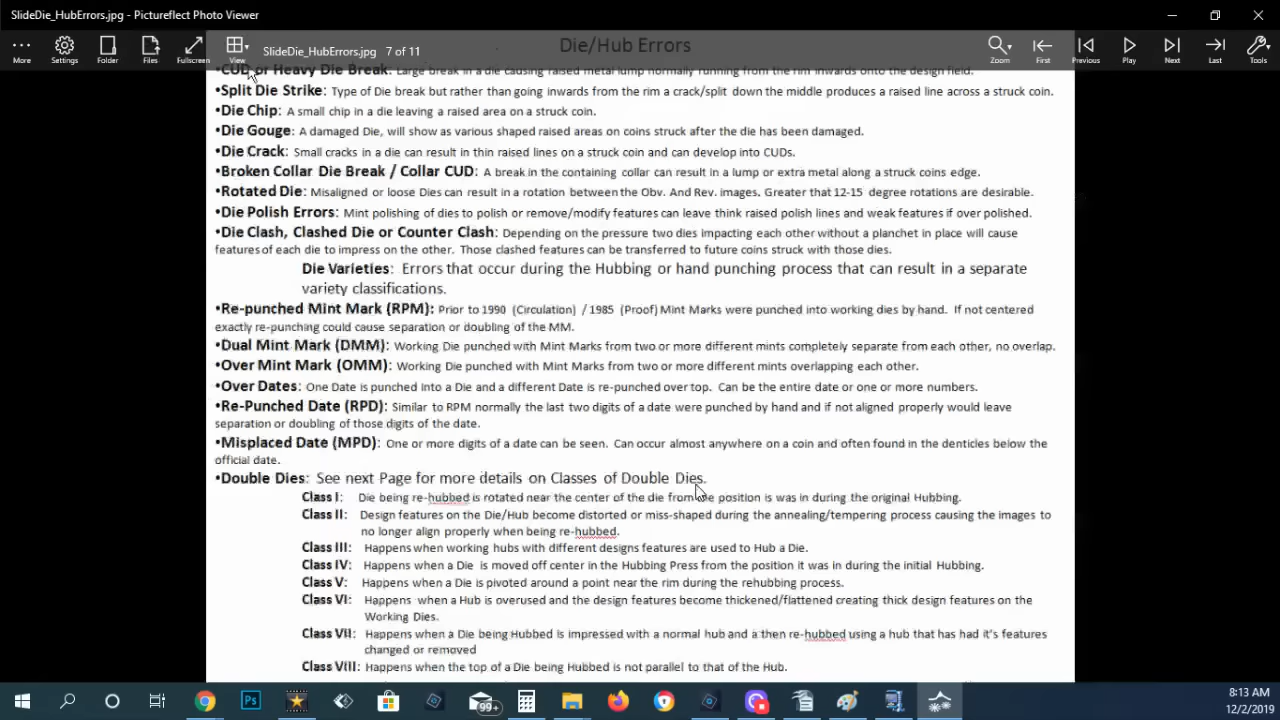 SlideDie_HubErrors.jpg - Pictureflect Photo Viewer
More Settings Folder Files Fullscreen View SlideDie_HubErrors.jpg 7 of 11 Zoom First Previous Play Next Last Tools
Die/Hub Errors
•CUD or Heavy Die Break: Large break in a die causing raised metal lump normally running from the rim inwards onto the design field.
•Split Die Strike: Type of Die break but rather than going inwards from the rim a crack/split down the middle produces a raised line across a struck coin.
•Die Chip: A small chip in a die leaving a raised area on a struck coin.
•Die Gouge: A damaged Die, will show as various shaped raised areas on coins struck after the die has been damaged.
•Die Crack: Small cracks in a die can result in thin raised lines on a struck coin and can develop into CUDs.
•Broken Collar Die Break / Collar CUD: A break in the containing collar can result in a lump or extra metal along a struck coins edge.
•Rotated Die: Misaligned or loose Dies can result in a rotation between the Obv. And Rev. images. Greater that 12-15 degree rotations are desirable.
•Die Polish Errors: Mint polishing of dies to polish or remove/modify features can leave think raised polish lines and weak features if over polished.
•Die Clash, Clashed Die or Counter Clash: Depending on the pressure two dies impacting each other without a planchet in place will cause
features of each die to impress on the other. Those clashed features can be transferred to future coins struck with those dies.
Die Varieties: Errors that occur during the Hubbing or hand punching process that can result in a separate
variety classifications.
•Re-punched Mint Mark (RPM): Prior to 1990 (Circulation) / 1985 (Proof) Mint Marks were punched into working dies by hand. If not centered
exactly re-punching could cause separation or doubling of the MM.
•Dual Mint Mark (DMM): Working Die punched with Mint Marks from two or more different mints completely separate from each other, no overlap.
•Over Mint Mark (OMM): Working Die punched with Mint Marks from two or more different mints overlapping each other.
•Over Dates: One Date is punched Into a Die and a different Date is re-punched over top. Can be the entire date or one or more numbers.
•Re-Punched Date (RPD): Similar to RPM normally the last two digits of a date were punched by hand and if not aligned properly would leave
separation or doubling of those digits of the date.
•Misplaced Date (MPD): One or more digits of a date can be seen. Can occur almost anywhere on a coin and often found in the denticles below the
official date.
•Double Dies: See next Page for more details on Classes of Double Dies.
Class I: Die being re-hubbed is rotated near the center of the die from position is was in during the original Hubbing.
Class II: Design features on the Die/Hub become distorted or miss-shaped during the annealing/tempering process causing the images to
no longer align properly when being re-hubbed.
Class III: Happens when working hubs with different designs features are used to Hub a Die.
Class IV: Happens when a Die is moved off center in the Hubbing Press from the position it was in during the initial Hubbing.
Class V: Happens when a Die is pivoted around a point near the rim during the rehubbing process.
Class VI: Happens when a Hub is overused and the design features become thickened/flattened creating thick design features on the
Working Dies.
Class VII: Happens when a Die being Hubbed is impressed with a normal hub and a then re-hubbed using a hub that has had it's features
changed or removed
Class VIII: Happens when the top of a Die being Hubbed is not parallel to that of the Hub.
Ps 99+
8:13 AM
12/2/2019